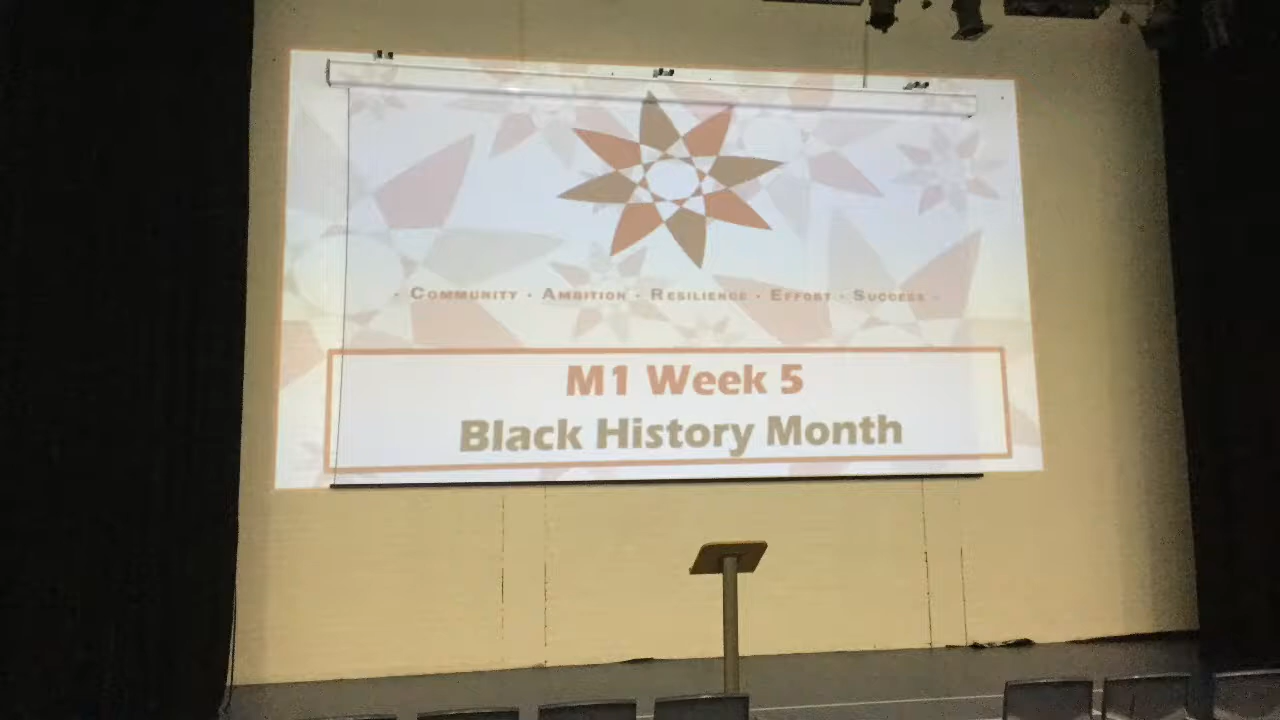 · Community · Ambition · Resilience · Effort · Success ·
M1 Week 5
Black History Month